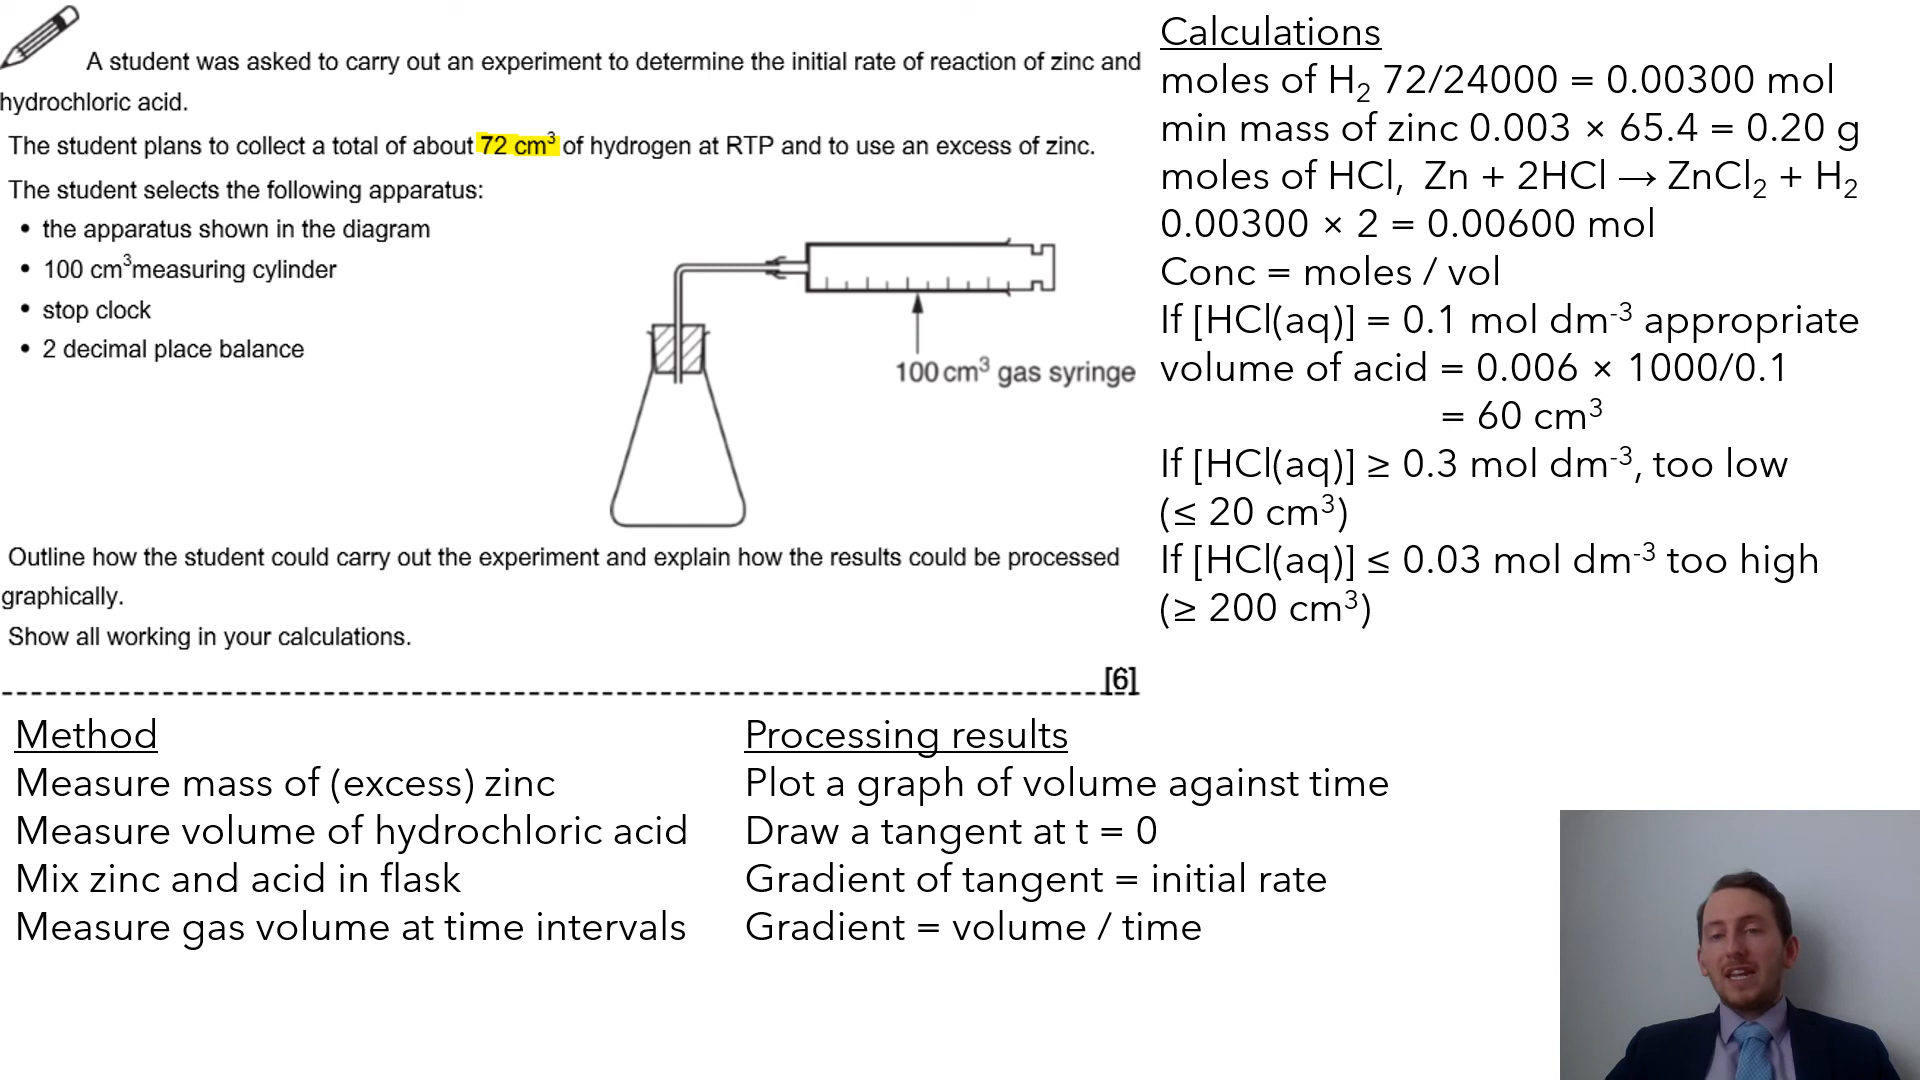 A student was asked to carry out an experiment to determine the initial rate of reaction of zinc and
hydrochloric acid.
The student plans to collect a total of about 72 cm³ of hydrogen at RTP and to use an excess of zinc.
The student selects the following apparatus:
• the apparatus shown in the diagram
• 100 cm³measuring cylinder
• stop clock
• 2 decimal place balance
100 cm³ gas syringe
Outline how the student could carry out the experiment and explain how the results could be processed
graphically.
Show all working in your calculations.
[6]
Calculations
moles of H₂ 72/24000 = 0.00300 mol
min mass of zinc 0.003 × 65.4 = 0.20 g
moles of HCl, Zn + 2HCl → ZnCl₂ + H₂
0.00300 × 2 = 0.00600 mol
Conc = moles / vol
If [HCl(aq)] = 0.1 mol dm⁻³ appropriate
volume of acid = 0.006 × 1000/0.1
= 60 cm³
If [HCl(aq)] ≥ 0.3 mol dm⁻³, too low
(≤ 20 cm³)
If [HCl(aq)] ≤ 0.03 mol dm⁻³ too high
(≥ 200 cm³)
Method
Measure mass of (excess) zinc
Measure volume of hydrochloric acid
Mix zinc and acid in flask
Measure gas volume at time intervals
Processing results
Plot a graph of volume against time
Draw a tangent at t = 0
Gradient of tangent = initial rate
Gradient = volume / time